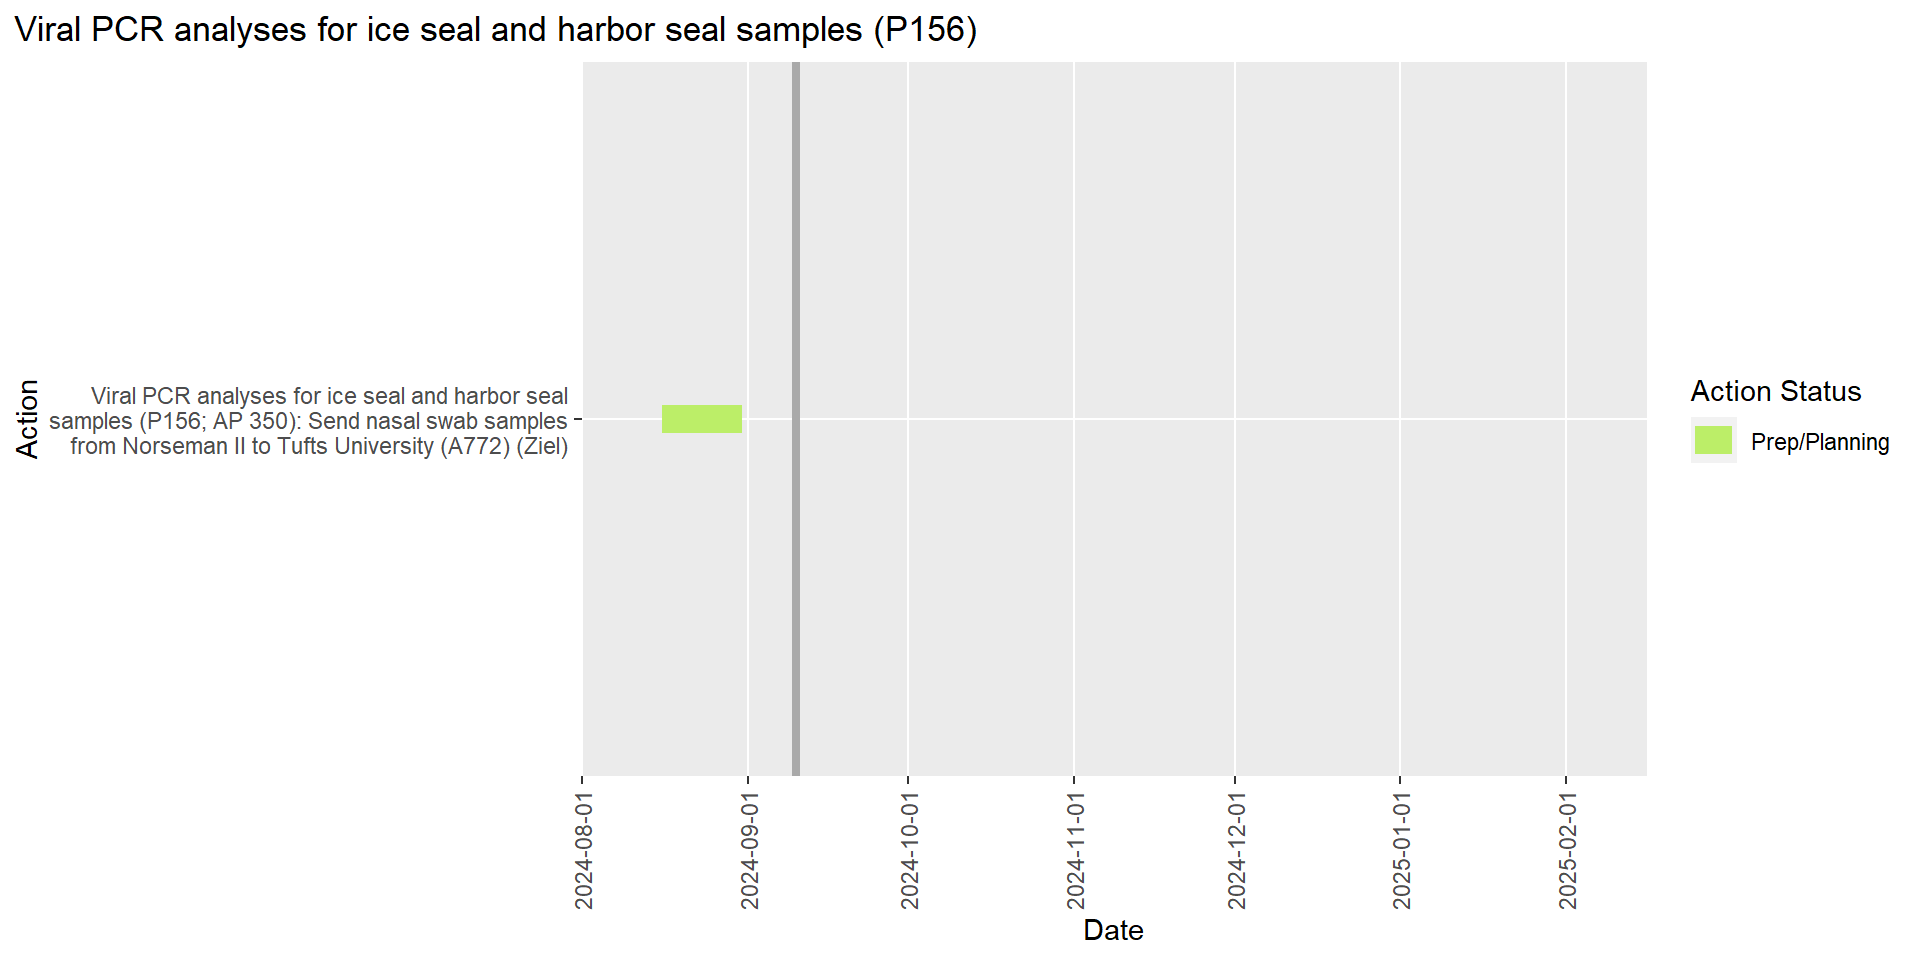 Viral PCR analyses for ice seal and harbor seal samples (P156)
Action
Viral PCR analyses for ice seal and harbor seal
samples (P156; AP 350): Send nasal swab samples
from Norseman II to Tuffs University (A772) (Ziel)
Action Status
Prep/Planning
2024-08-01
2024-09-01
2024-10-01
2024-11-01
2024-12-01
2025-01-01
2025-02-01
Date